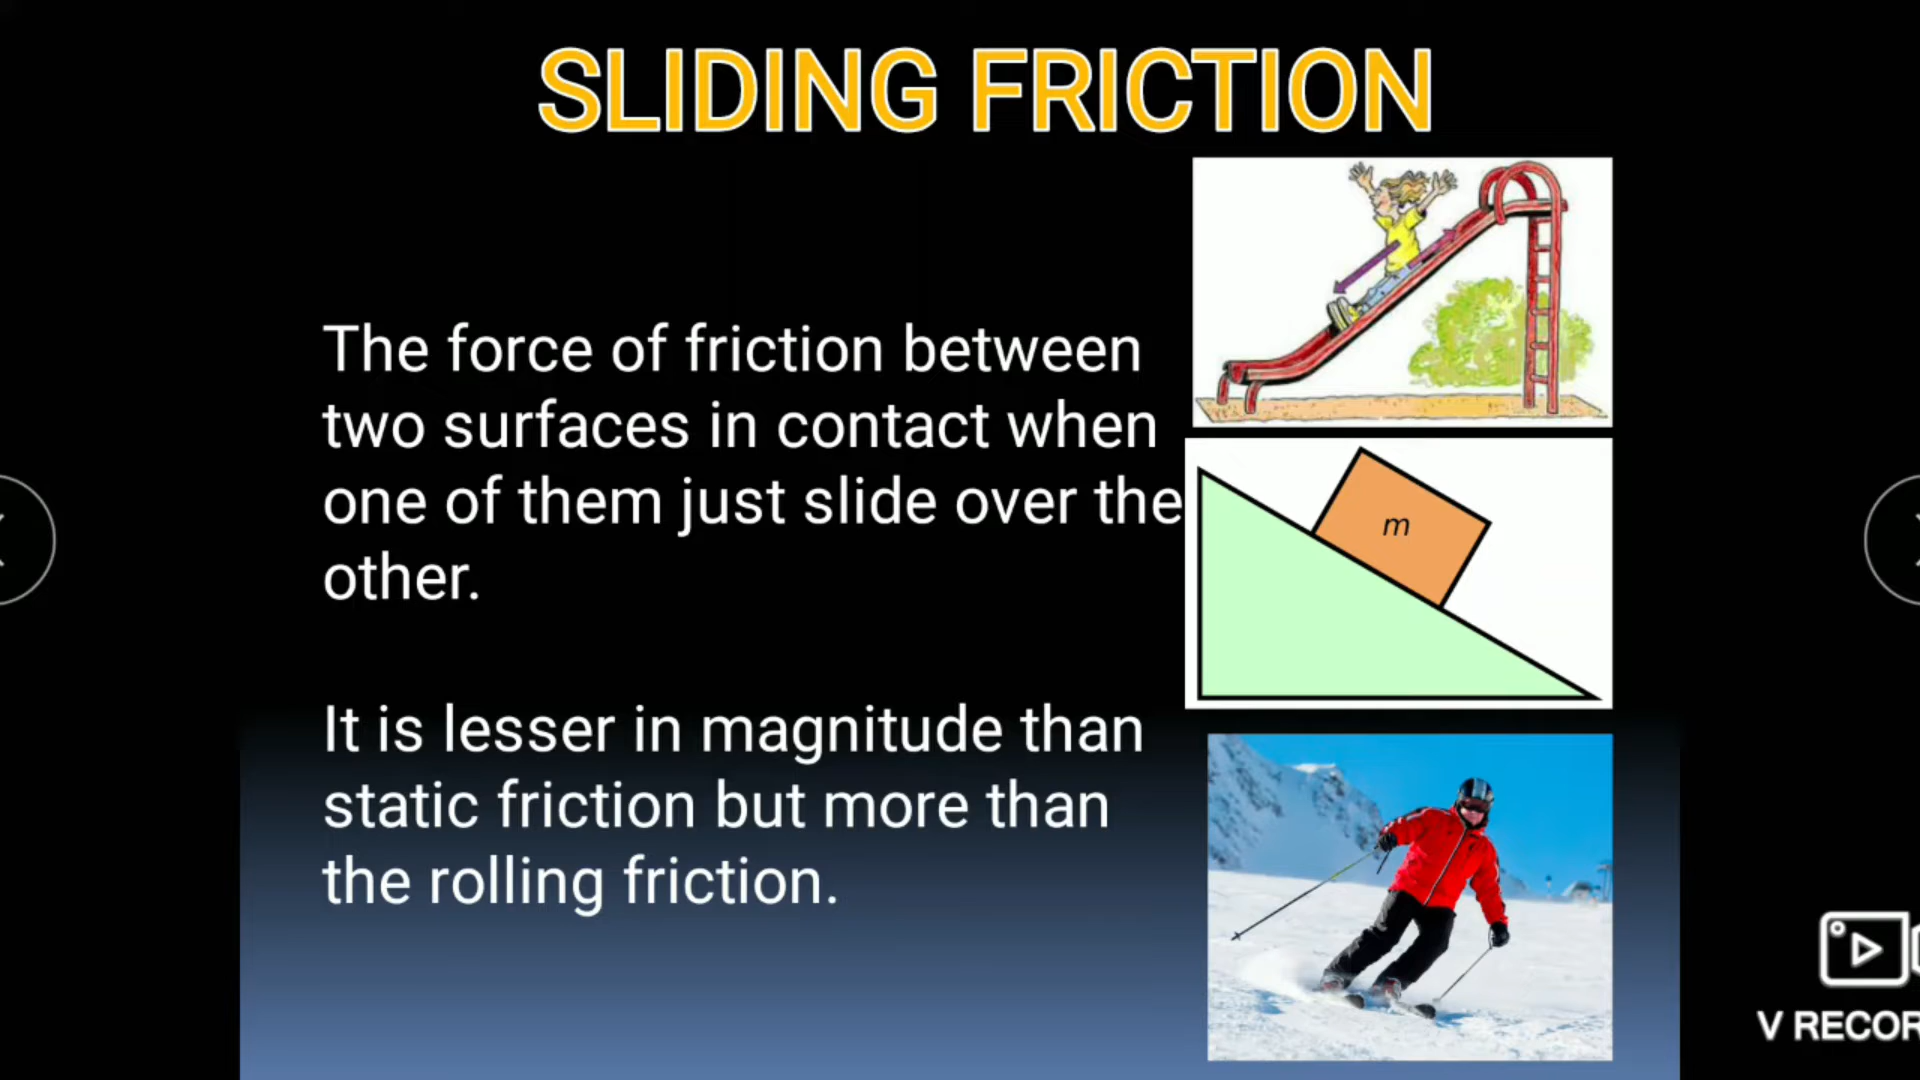 SLIDING FRICTION
The force of friction between
two surfaces in contact when
one of them just slide over the
other.
It is lesser in magnitude than
static friction but more than
the rolling friction.
m
V RECOR